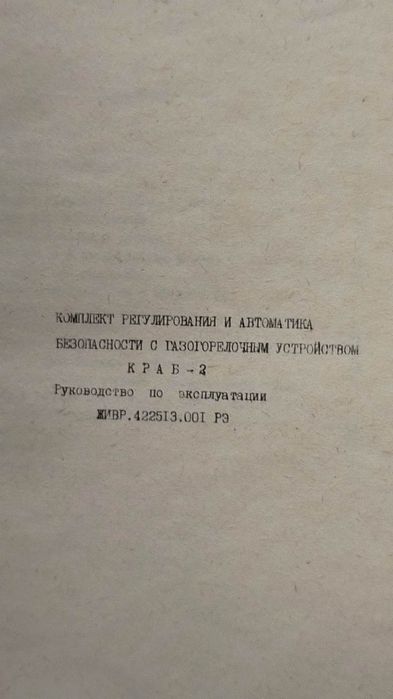 КОМПЛЕКТ РЕГУЛИРОВАНИЯ И АВТОМАТИКА
БЕЗОПАСНОСТИ С ГАЗОГОРЕЛОЧНЫМ УСТРОЙСТВОМ
К Р А Б - 2
Руководство по эксплуатации
ЖИВР.422513.001 РЭ